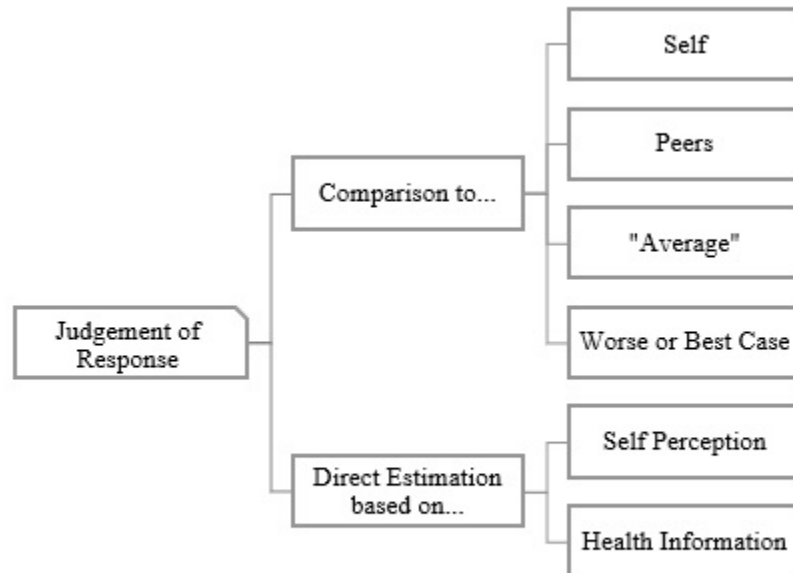 Self
Peers
Comparison to...
"Average"
Judgement of
Response
Worse or Best Case
Self Perception
Direct Estimation
based on...
Health Information